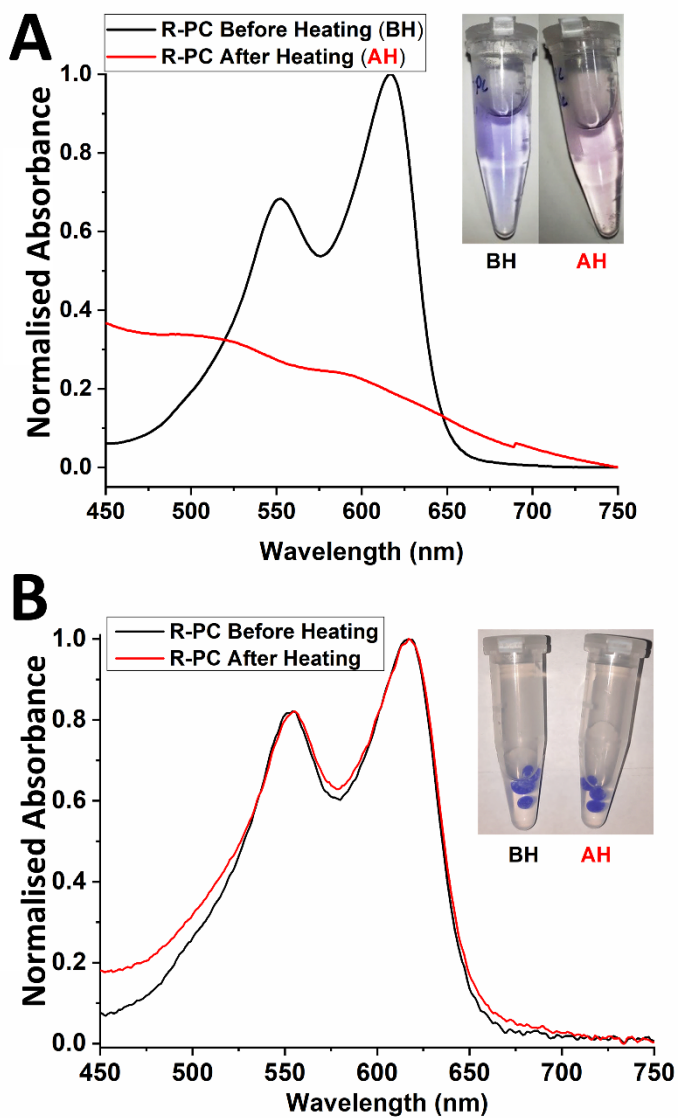 A
R-PC Before Heating (BH)
R-PC After Heating (AH)
Normalised Absorbance
1.0
0.8
0.6
0.4
0.2
0.0
450 500 550 600 650 700 750
Wavelength (nm)
BH AH
B
R-PC Before Heating
R-PC After Heating
Normalised Absorbance
1.0
0.8
0.6
0.4
0.2
0.0
450 500 550 600 650 700 750
Wavelength (nm)
BH AH